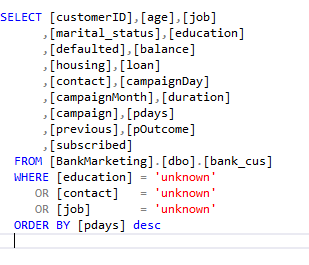 SELECT [customerID],[age],[job]
,[marital_status],[education]
,[defaulted],[balance]
,[housing],[loan]
,[contact],[campaignDay]
,[campaignMonth],[duration]
,[campaign],[pdays]
,[previous],[pOutcome]
,[subscribed]
FROM [BankMarketing].[dbo].[bank_cus]
WHERE [education] = 'unknown'
OR [contact] = 'unknown'
OR [job] = 'unknown'
ORDER BY [pdays] desc